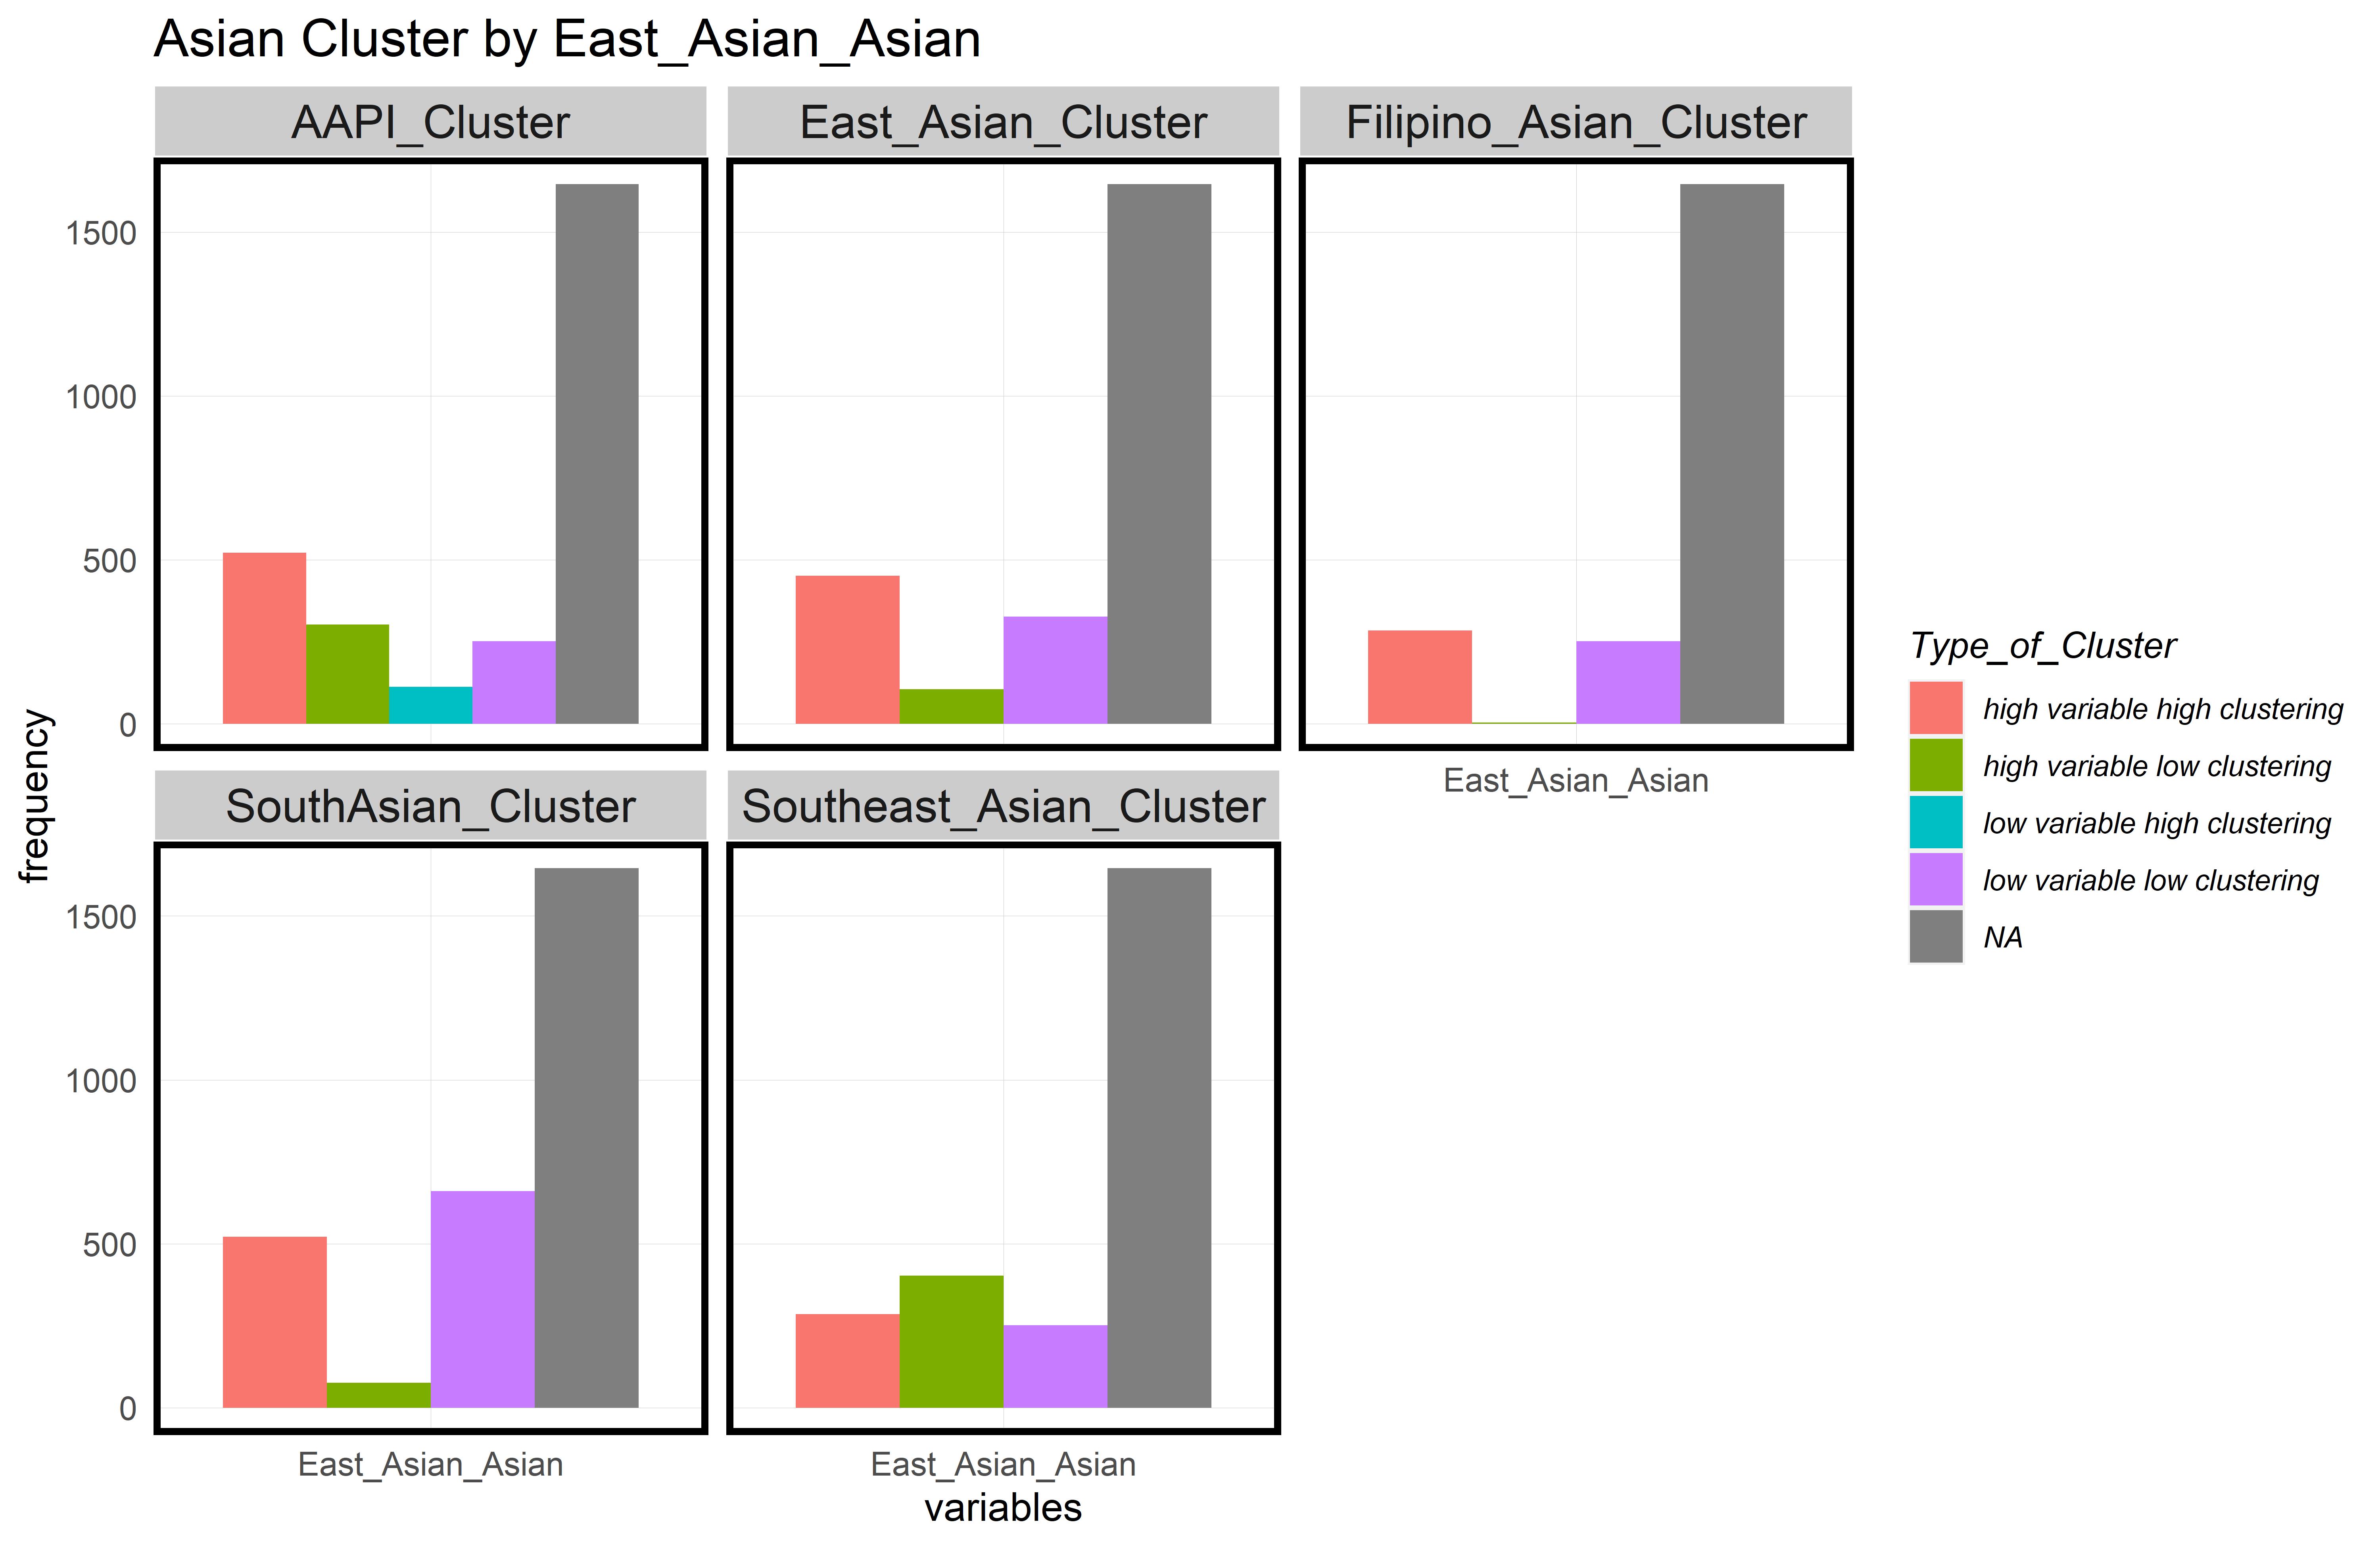 Asian Cluster by East_Asian_Asian
AAPI_Cluster
East_Asian_Cluster
Filipino_Asian_Cluster
1500
1000
500
0
East_Asian_Asian
SouthAsian_Cluster
Southeast_Asian_Cluster
1500
1000
500
0
East_Asian_Asian
East_Asian_Asian
variables
frequency
Type_of_Cluster
high variable high clustering
high variable low clustering
low variable high clustering
low variable low clustering
NA